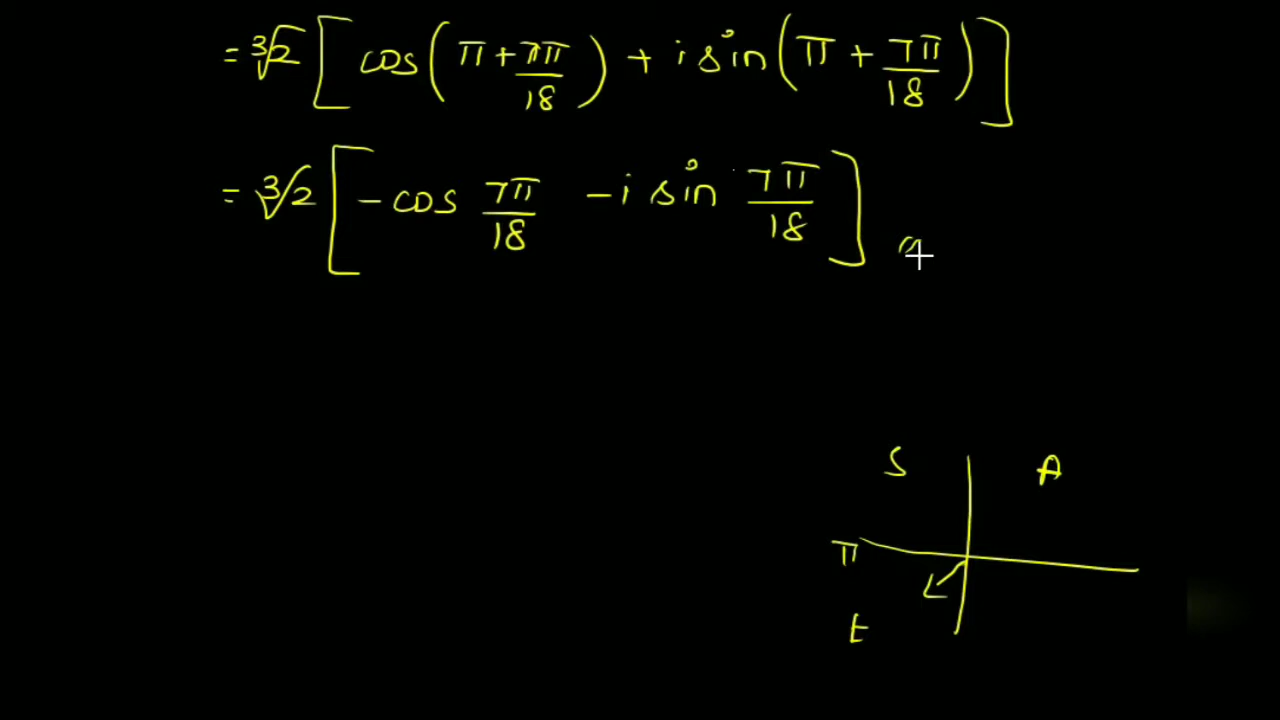 = ∛2 [ cos(π + 7π/18) + i sin(π + 7π/18) ]
= ∛2 [ - cos 7π/18 - i sin 7π/18 ]
S A
π
t